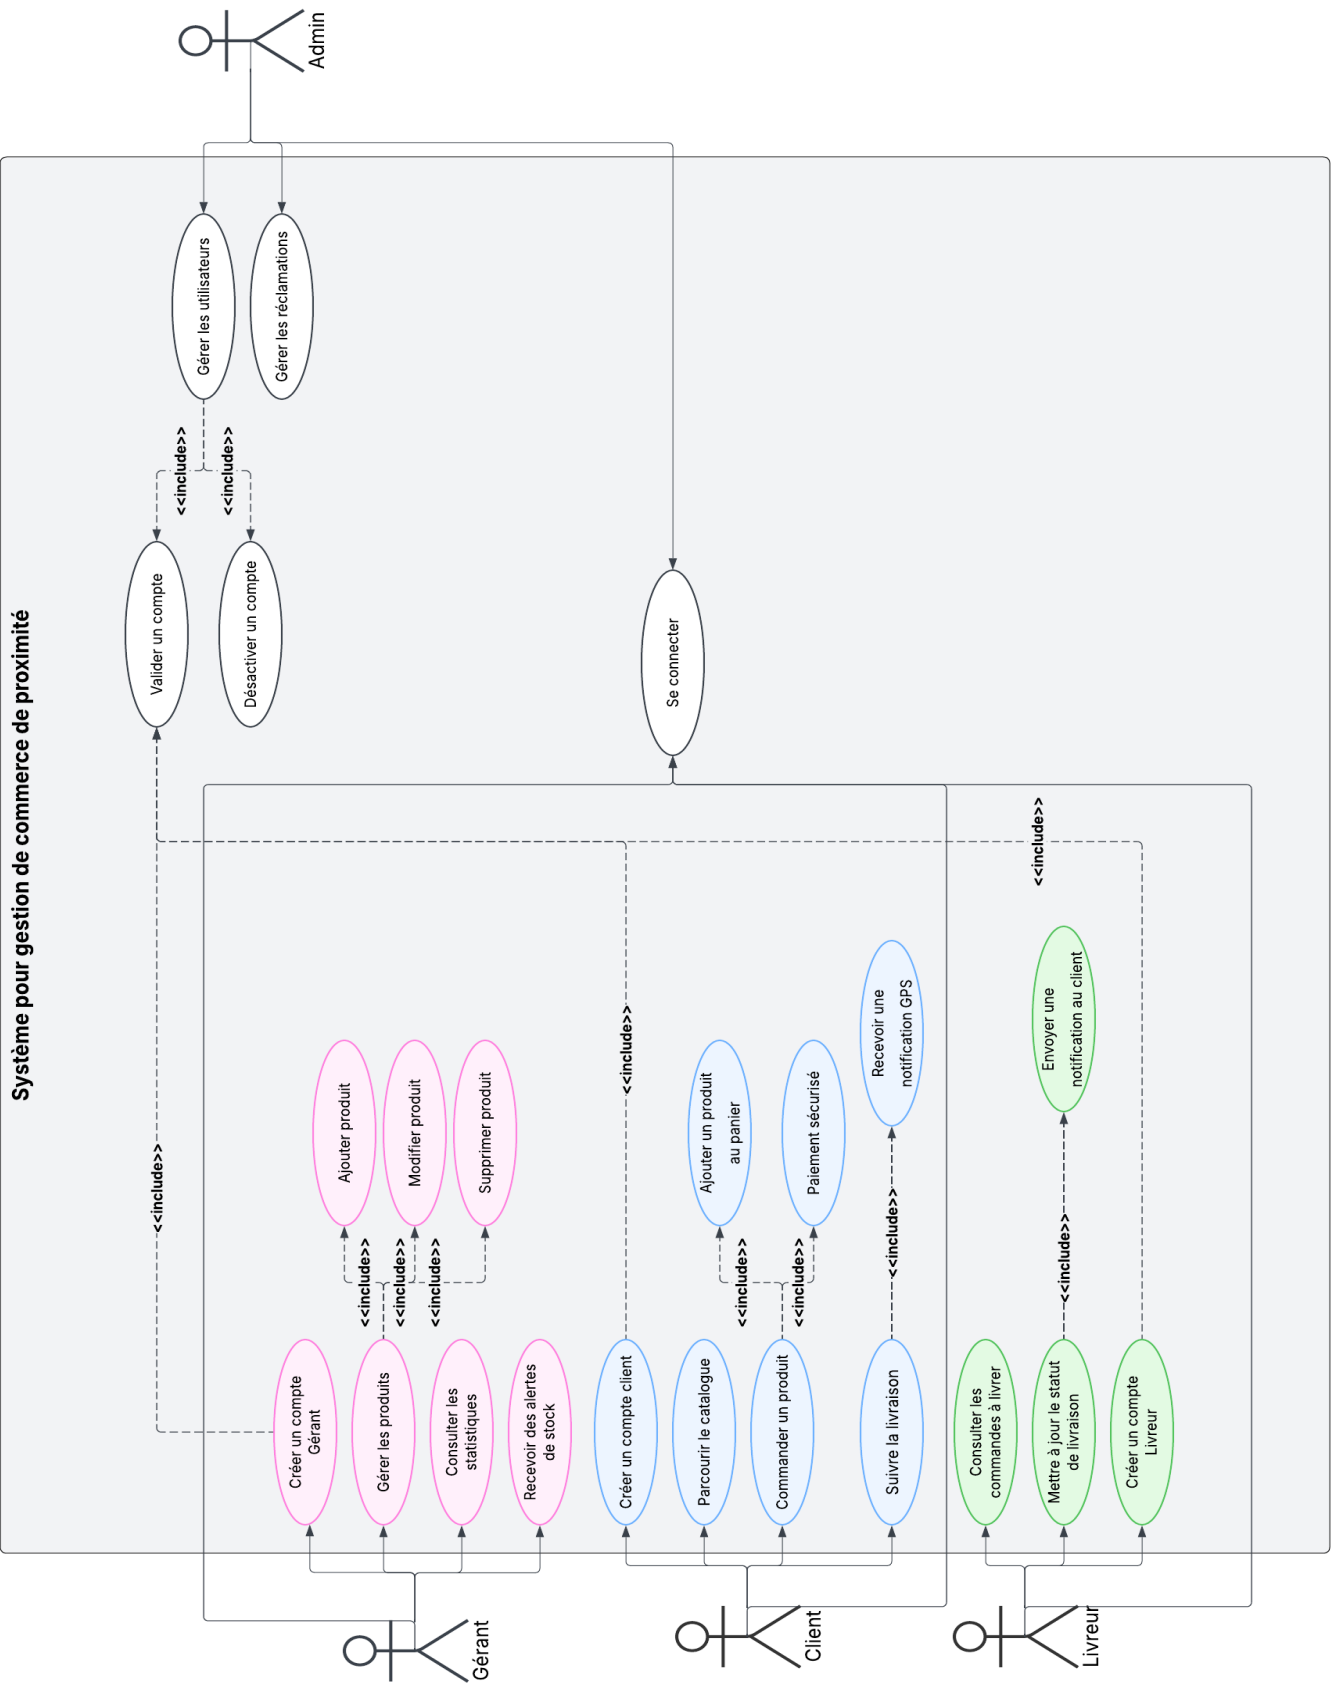 Système pour gestion de commerce de proximité
Gérant
Créer un compte
Gérant
Gérer les produits
Consulter les
statistiques
Recevoir des alertes
de stock
<<include>>
<<include>>
<<include>>
<<include>>
Ajouter produit
Modifier produit
Supprimer produit
Client
Créer un compte client
Parcourir le catalogue
Commander un produit
Suivre la livraison
<<include>>
<<include>>
<<include>>
<<include>>
Ajouter un produit
au panier
Paiement sécurisé
Recevoir une
notification GPS
Livreur
Consulter les
commandes à livrer
Mettre à jour le statut
de livraison
Créer un compte
Livreur
<<include>>
<<include>>
Envoyer une
notification au client
Valider un compte
Désactiver un compte
Se connecter
<<include>>
<<include>>
Gérer les utilisateurs
Gérer les réclamations
Admin